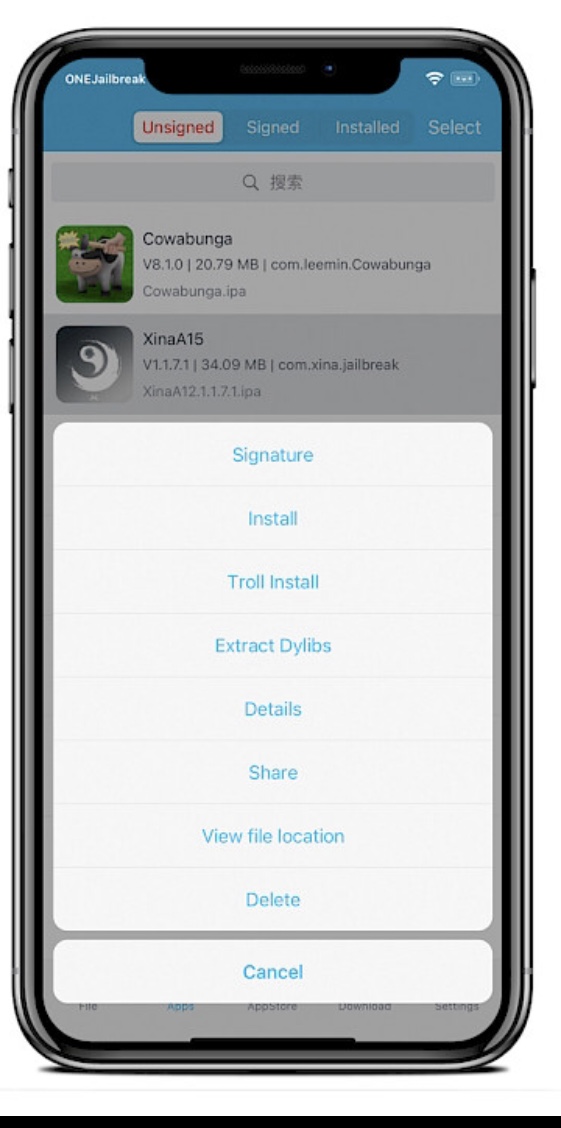 ONEJailbreak
Unsigned Signed Installed Select
搜索
Cowabunga
V8.1.0 | 20.79 MB | com.leemin.Cowabunga
Cowabunga.ipa
XinaA15
V1.1.7.1 | 34.09 MB | com.xina.jailbreak
XinaA12.1.1.7.1.ipa
Signature
Install
Troll Install
Extract Dylibs
Details
Share
View file location
Delete
Cancel
File Apps AppStore Download Settings